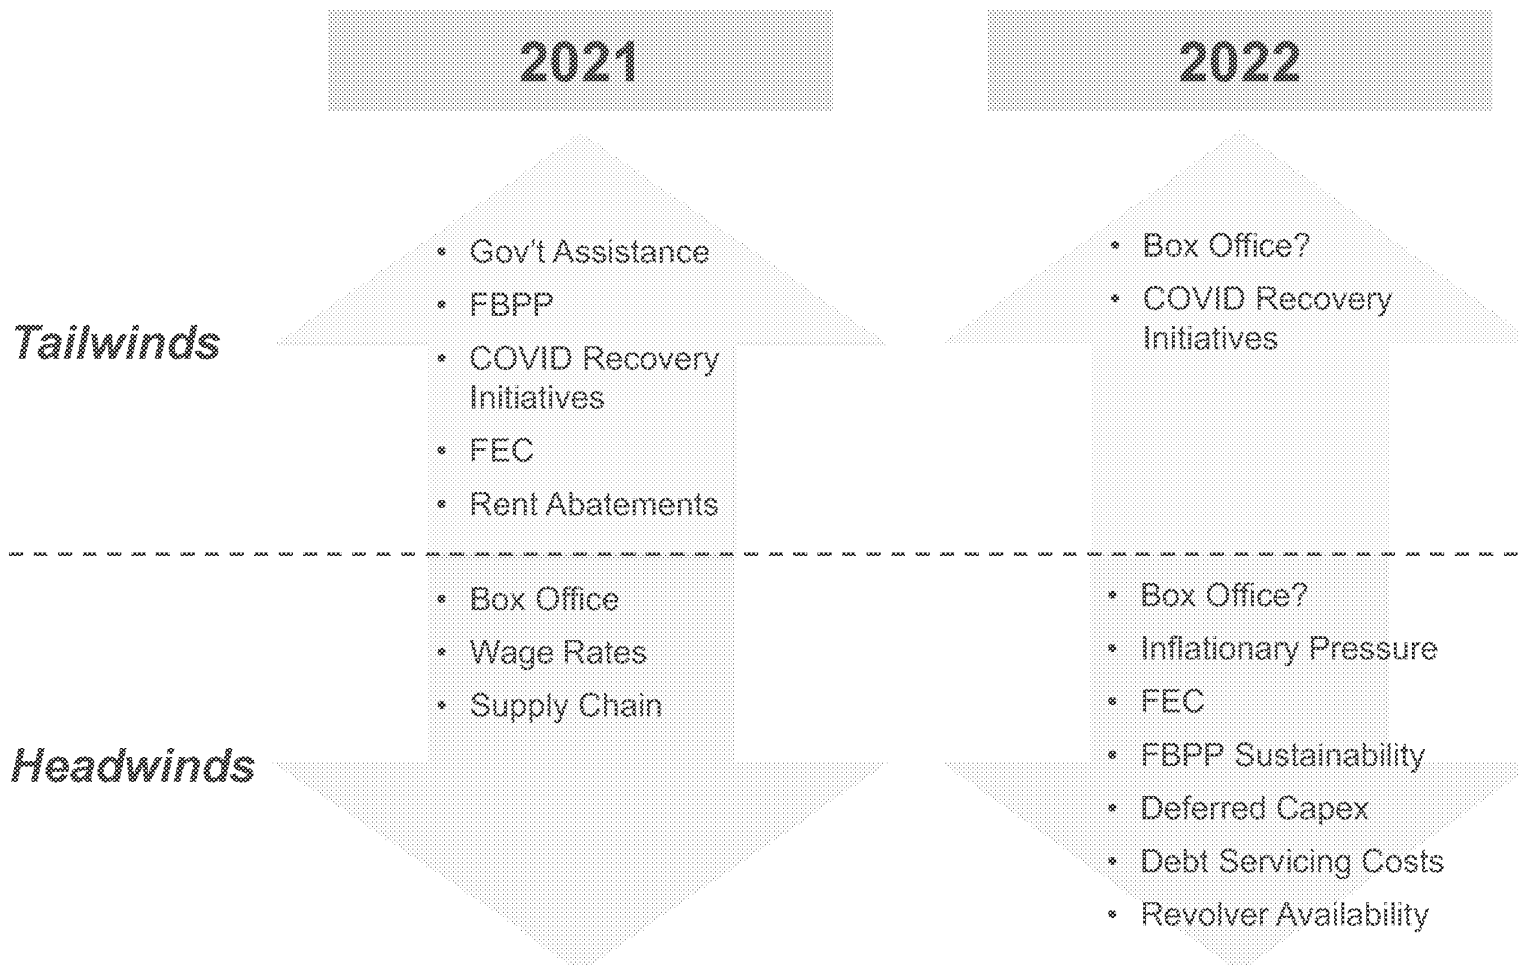 2021
2022
Tailwinds
• Gov't Assistance
• FBPP
• COVID Recovery
Initiatives
• FEC
• Rent Abatements
• Box Office?
• COVID Recovery
Initiatives
Headwinds
• Box Office
• Wage Rates
• Supply Chain
• Box Office?
• Inflationary Pressure
• FEC
• FBPP Sustainability
• Deferred Capex
• Debt Servicing Costs
• Revolver Availability